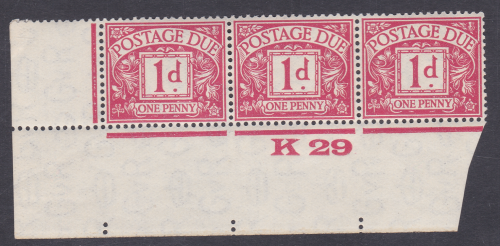 POSTAGE DUE POSTAGE DUE POSTAGE DUE
1d 1d 1d
ONE PENNY ONE PENNY ONE PENNY
K 29